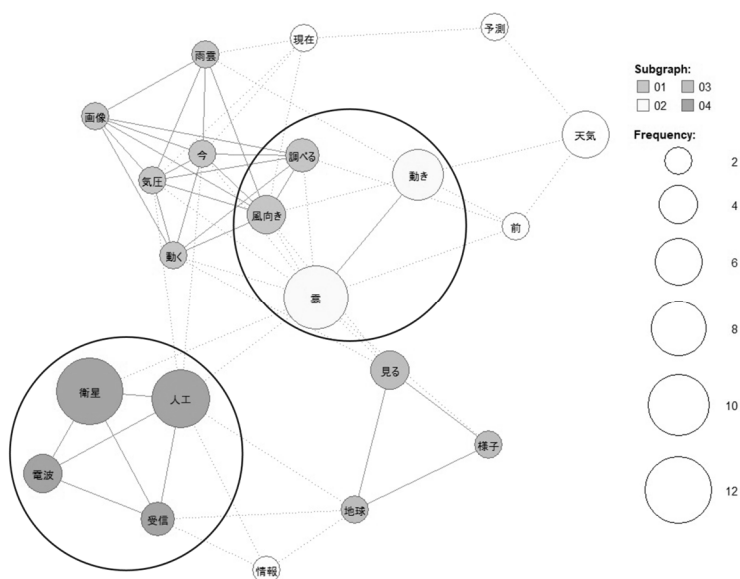 予測
現在
雨雲
Subgraph:
01 03
02 04
画像
天気
Frequency:
今
調べる
2
動き
気圧
4
風向き
前
動く
6
雲
8
見る
衛星
人工
10
様子
電波
12
地球
受信
情報